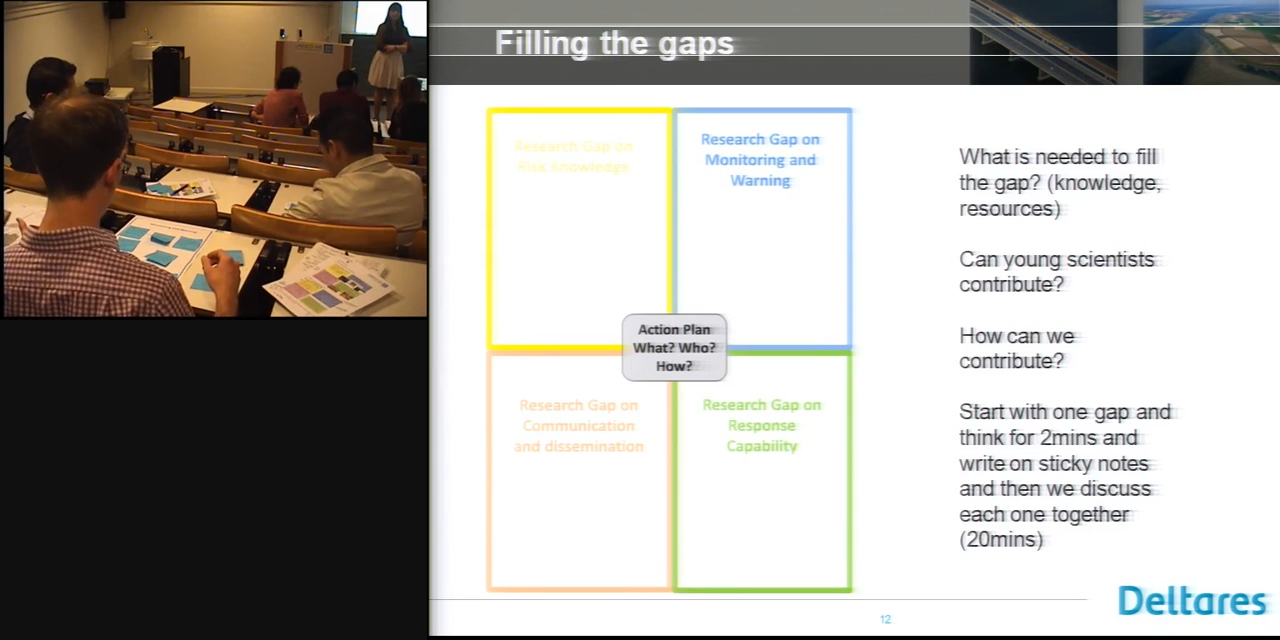 Filling the gaps
Research Gap on
Risk Knowledge
Research Gap on
Monitoring and
Warning
Action Plan
What? Who?
How?
Research Gap on
Communication
and dissemination
Research Gap on
Response
Capability
What is needed to fill
the gap? (knowledge,
resources)
Can young scientists
contribute?
How can we
contribute?
Start with one gap and
think for 2mins and
write on sticky notes
and then we discuss
each one together
(20mins)
12
Deltares